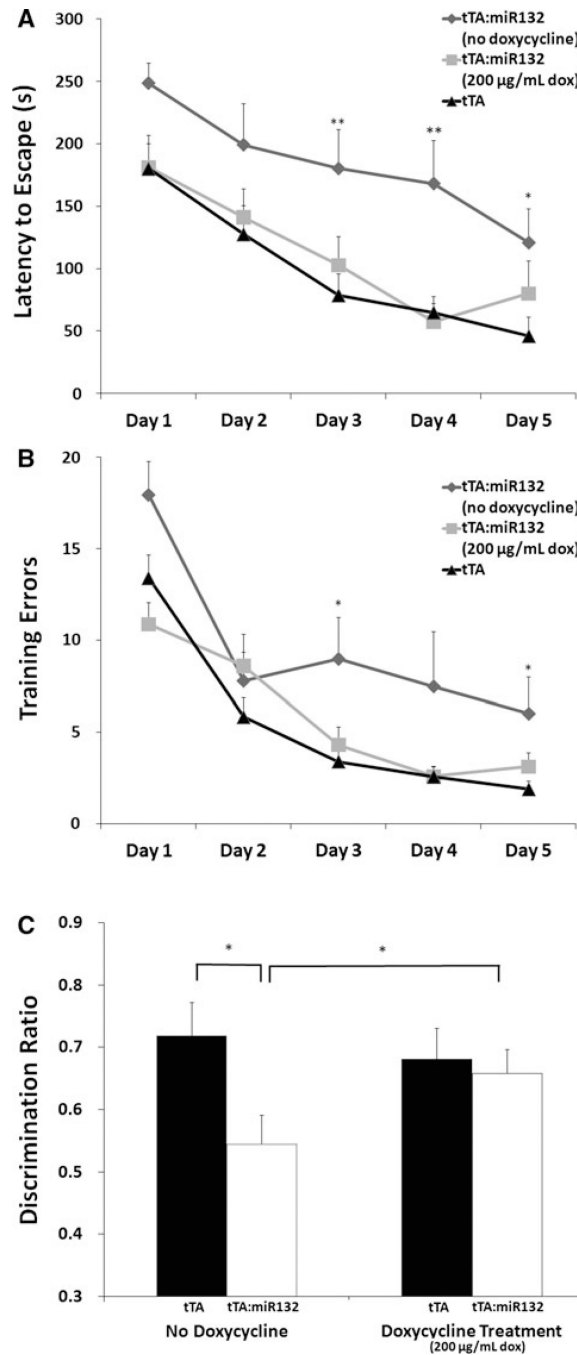 A
300
250
200
150
100
50
0
Latency to Escape (s)
tTA:miR132
(no doxycycline)
tTA:miR132
(200 µg/mL dox)
tTA
**
**
*
Day 1 Day 2 Day 3 Day 4 Day 5
B
20
15
10
5
0
Training Errors
tTA:miR132
(no doxycycline)
tTA:miR132
(200 µg/mL dox)
tTA
*
*
Day 1 Day 2 Day 3 Day 4 Day 5
C
0.9
0.8
0.7
0.6
0.5
0.4
0.3
Discrimination Ratio
*
*
tTA tTA:miR132 tTA tTA:miR132
No Doxycycline Doxycycline Treatment
(200 µg/mL dox)